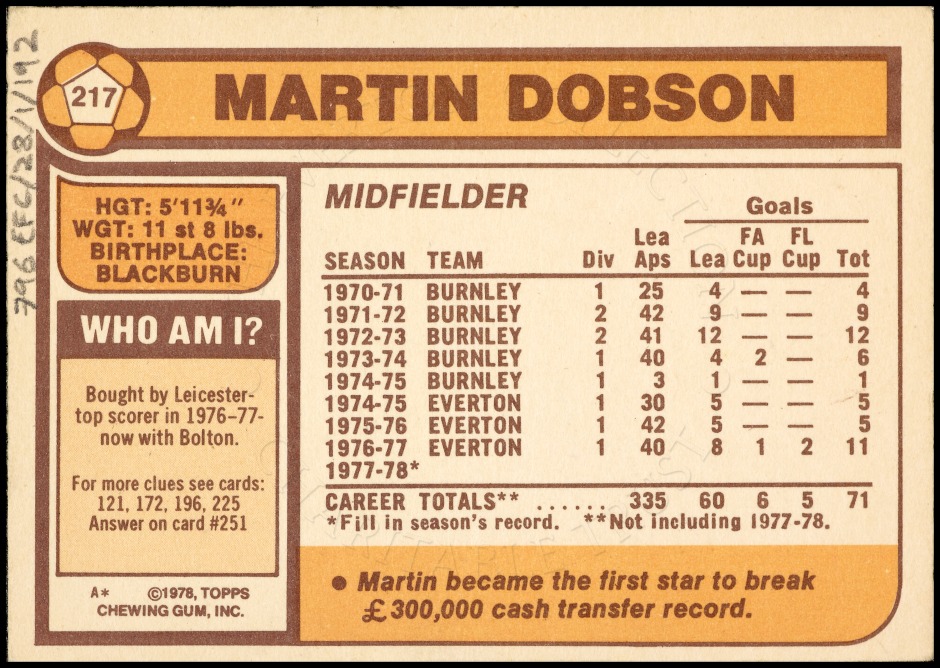 796 EFC/28/1/192
217
MARTIN DOBSON
HGT: 5'11¾"
WGT: 11 st 8 lbs.
BIRTHPLACE:
BLACKBURN
WHO AM I?
Bought by Leicester-
top scorer in 1976-77-
now with Bolton.
For more clues see cards:
121, 172, 196, 225
Answer on card #251
A* ©1978, TOPPS
CHEWING GUM, INC.
MIDFIELDER
Goals
Lea FA FL
SEASON TEAM Div Aps Lea Cup Cup Tot
1970-71 BURNLEY 1 25 4 — — 4
1971-72 BURNLEY 2 42 9 — — 9
1972-73 BURNLEY 2 41 12 — — 12
1973-74 BURNLEY 1 40 4 2 — 6
1974-75 BURNLEY 1 3 1 — — 1
1974-75 EVERTON 1 30 5 — — 5
1975-76 EVERTON 1 42 5 — — 5
1976-77 EVERTON 1 40 8 1 2 11
1977-78*
CAREER TOTALS** ...... 335 60 6 5 71
*Fill in season's record. **Not including 1977-78.
• Martin became the first star to break
£300,000 cash transfer record.